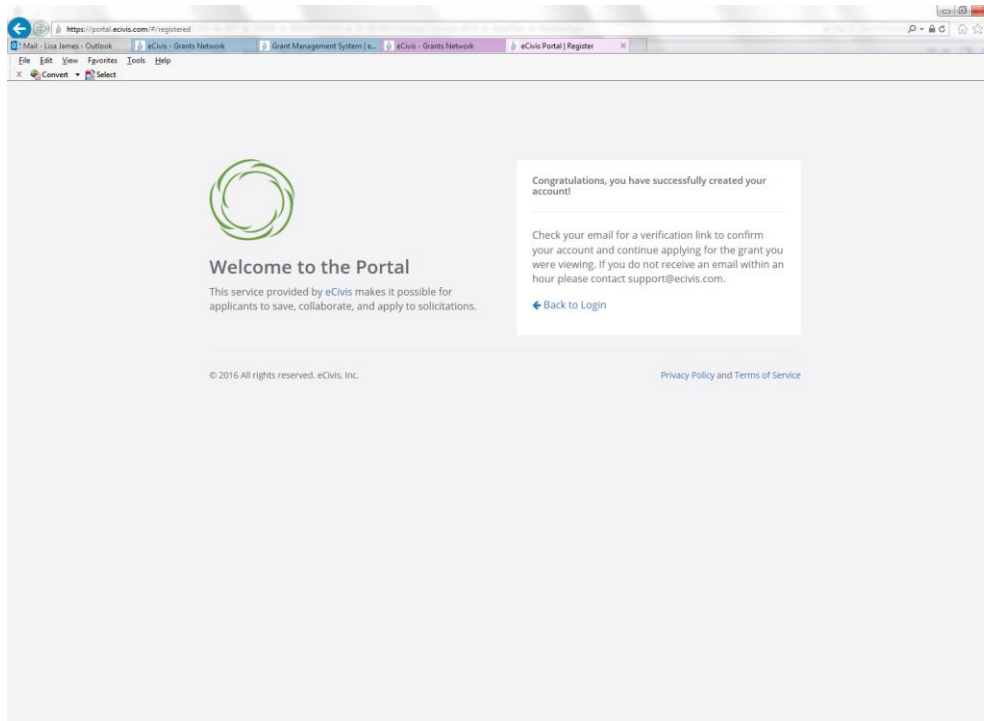 https://portal.ecivis.com/#/registered
Mail - Lisa James - Outlook
eCivis - Grants Network
Grant Management System | e...
eCivis - Grants Network
eCivis Portal | Register
File Edit View Favorites Tools Help
Convert Select
Welcome to the Portal
This service provided by eCivis makes it possible for
applicants to save, collaborate, and apply to solicitations.
Congratulations, you have successfully created your
account!
Check your email for a verification link to confirm
your account and continue applying for the grant you
were viewing. If you do not receive an email within an
hour please contact support@ecivis.com.
Back to Login
© 2016 All rights reserved. eCivis, Inc.
Privacy Policy and Terms of Service